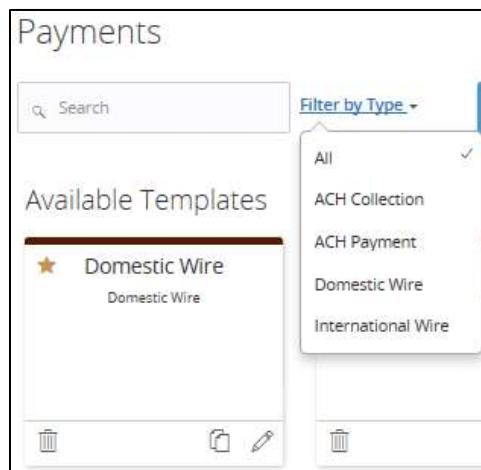 Payments
Search
Filter by Type
All
ACH Collection
ACH Payment
Domestic Wire
International Wire
Available Templates
Domestic Wire
Domestic Wire